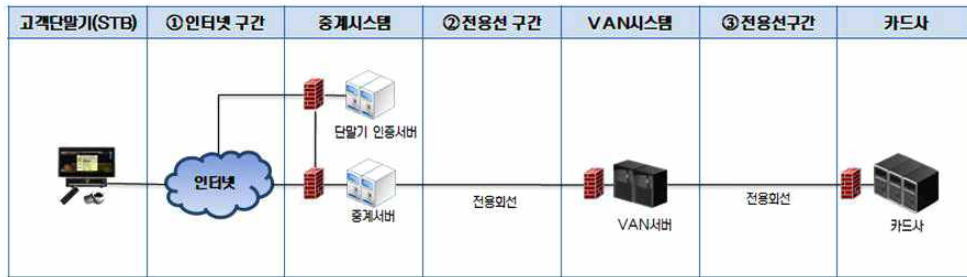 고객단말기(STB)
①인터넷 구간
중계시스템
②전용선 구간
VAN시스템
③전용선구간
카드사
단말기 인증서버
인터넷
중계서버
전용회선
VAN서버
전용회선
카드사